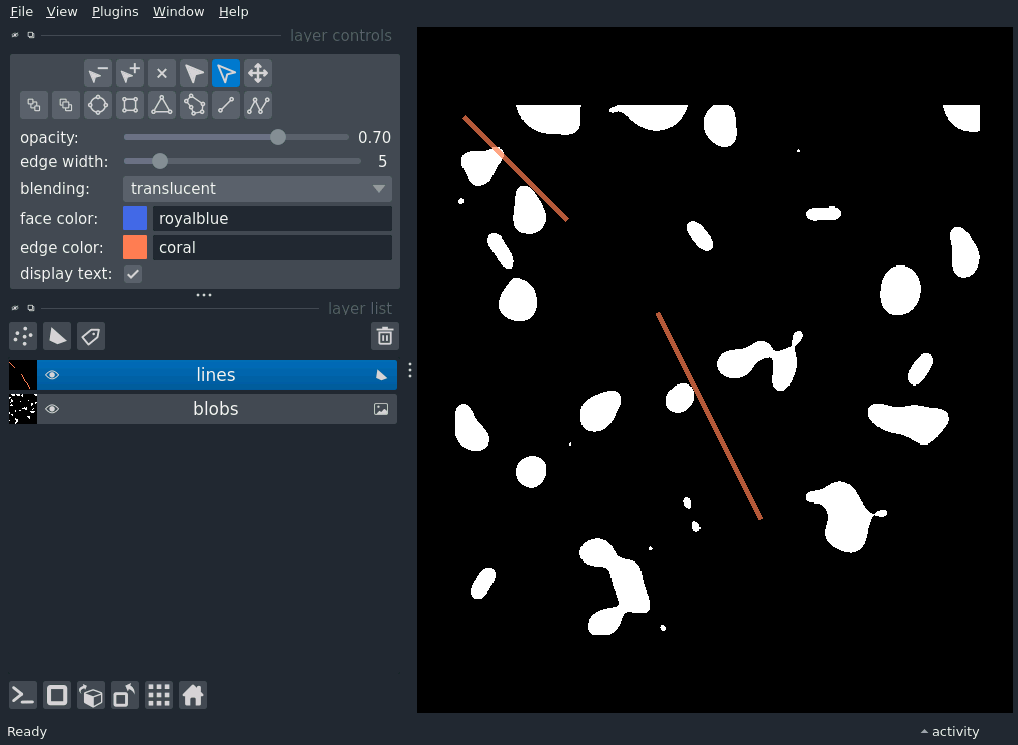 File View Plugins Window Help
layer controls
opacity: 0.70
edge width: 5
blending: translucent
face color: royalblue
edge color: coral
display text:
layer list
lines
blobs
Ready activity